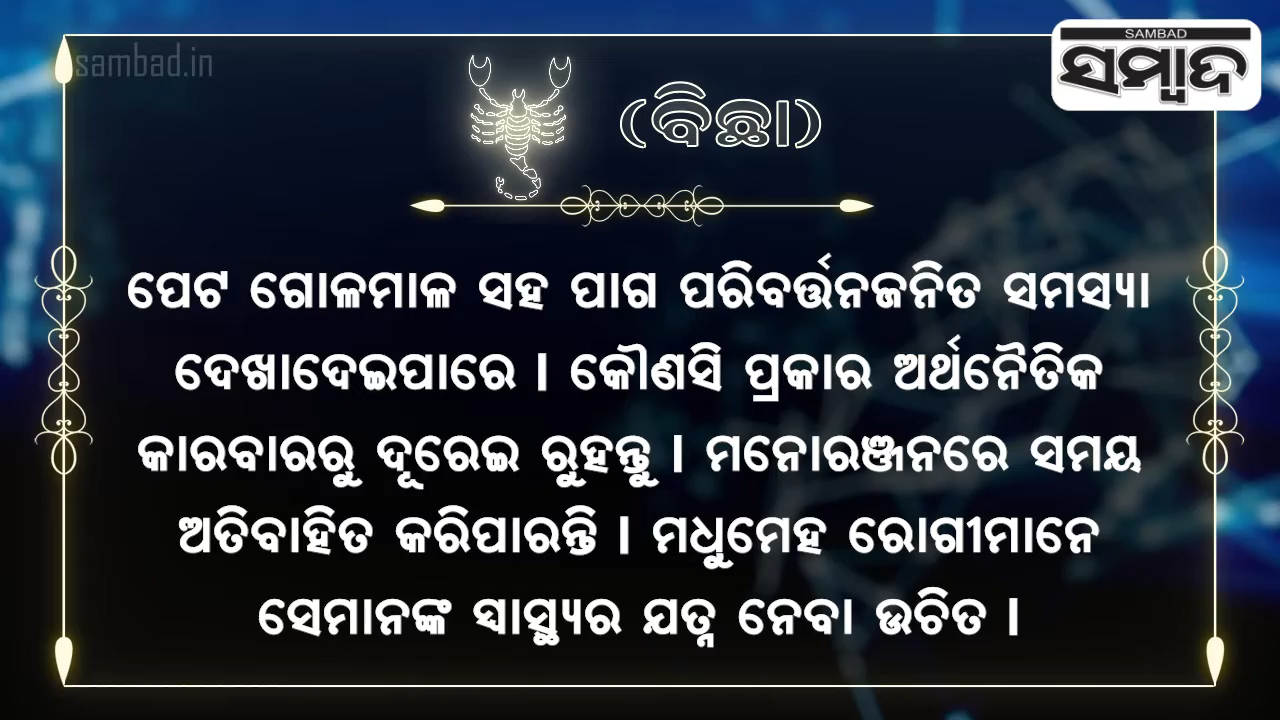 sambad.in
SAMBAD
ସମ୍ବାଦ
(ବିଛା)
ପେଟ ଗୋଳମାଳ ସହ ପାଗ ପରିବର୍ତ୍ତନଜନିତ ସମସ୍ୟା
ଦେଖାଦେଇପାରେ । କୌଣସି ପ୍ରକାର ଅର୍ଥନୈତିକ
କାରବାରରୁ ଦୂରେଇ ରୁହନ୍ତୁ । ମନୋରଞ୍ଜନରେ ସମୟ
ଅତିବାହିତ କରିପାରନ୍ତି । ମଧୁମେହ ରୋଗୀମାନେ
ସେମାନଙ୍କ ସ୍ୱାସ୍ଥ୍ୟର ଯତ୍ନ ନେବା ଉଚିତ ।